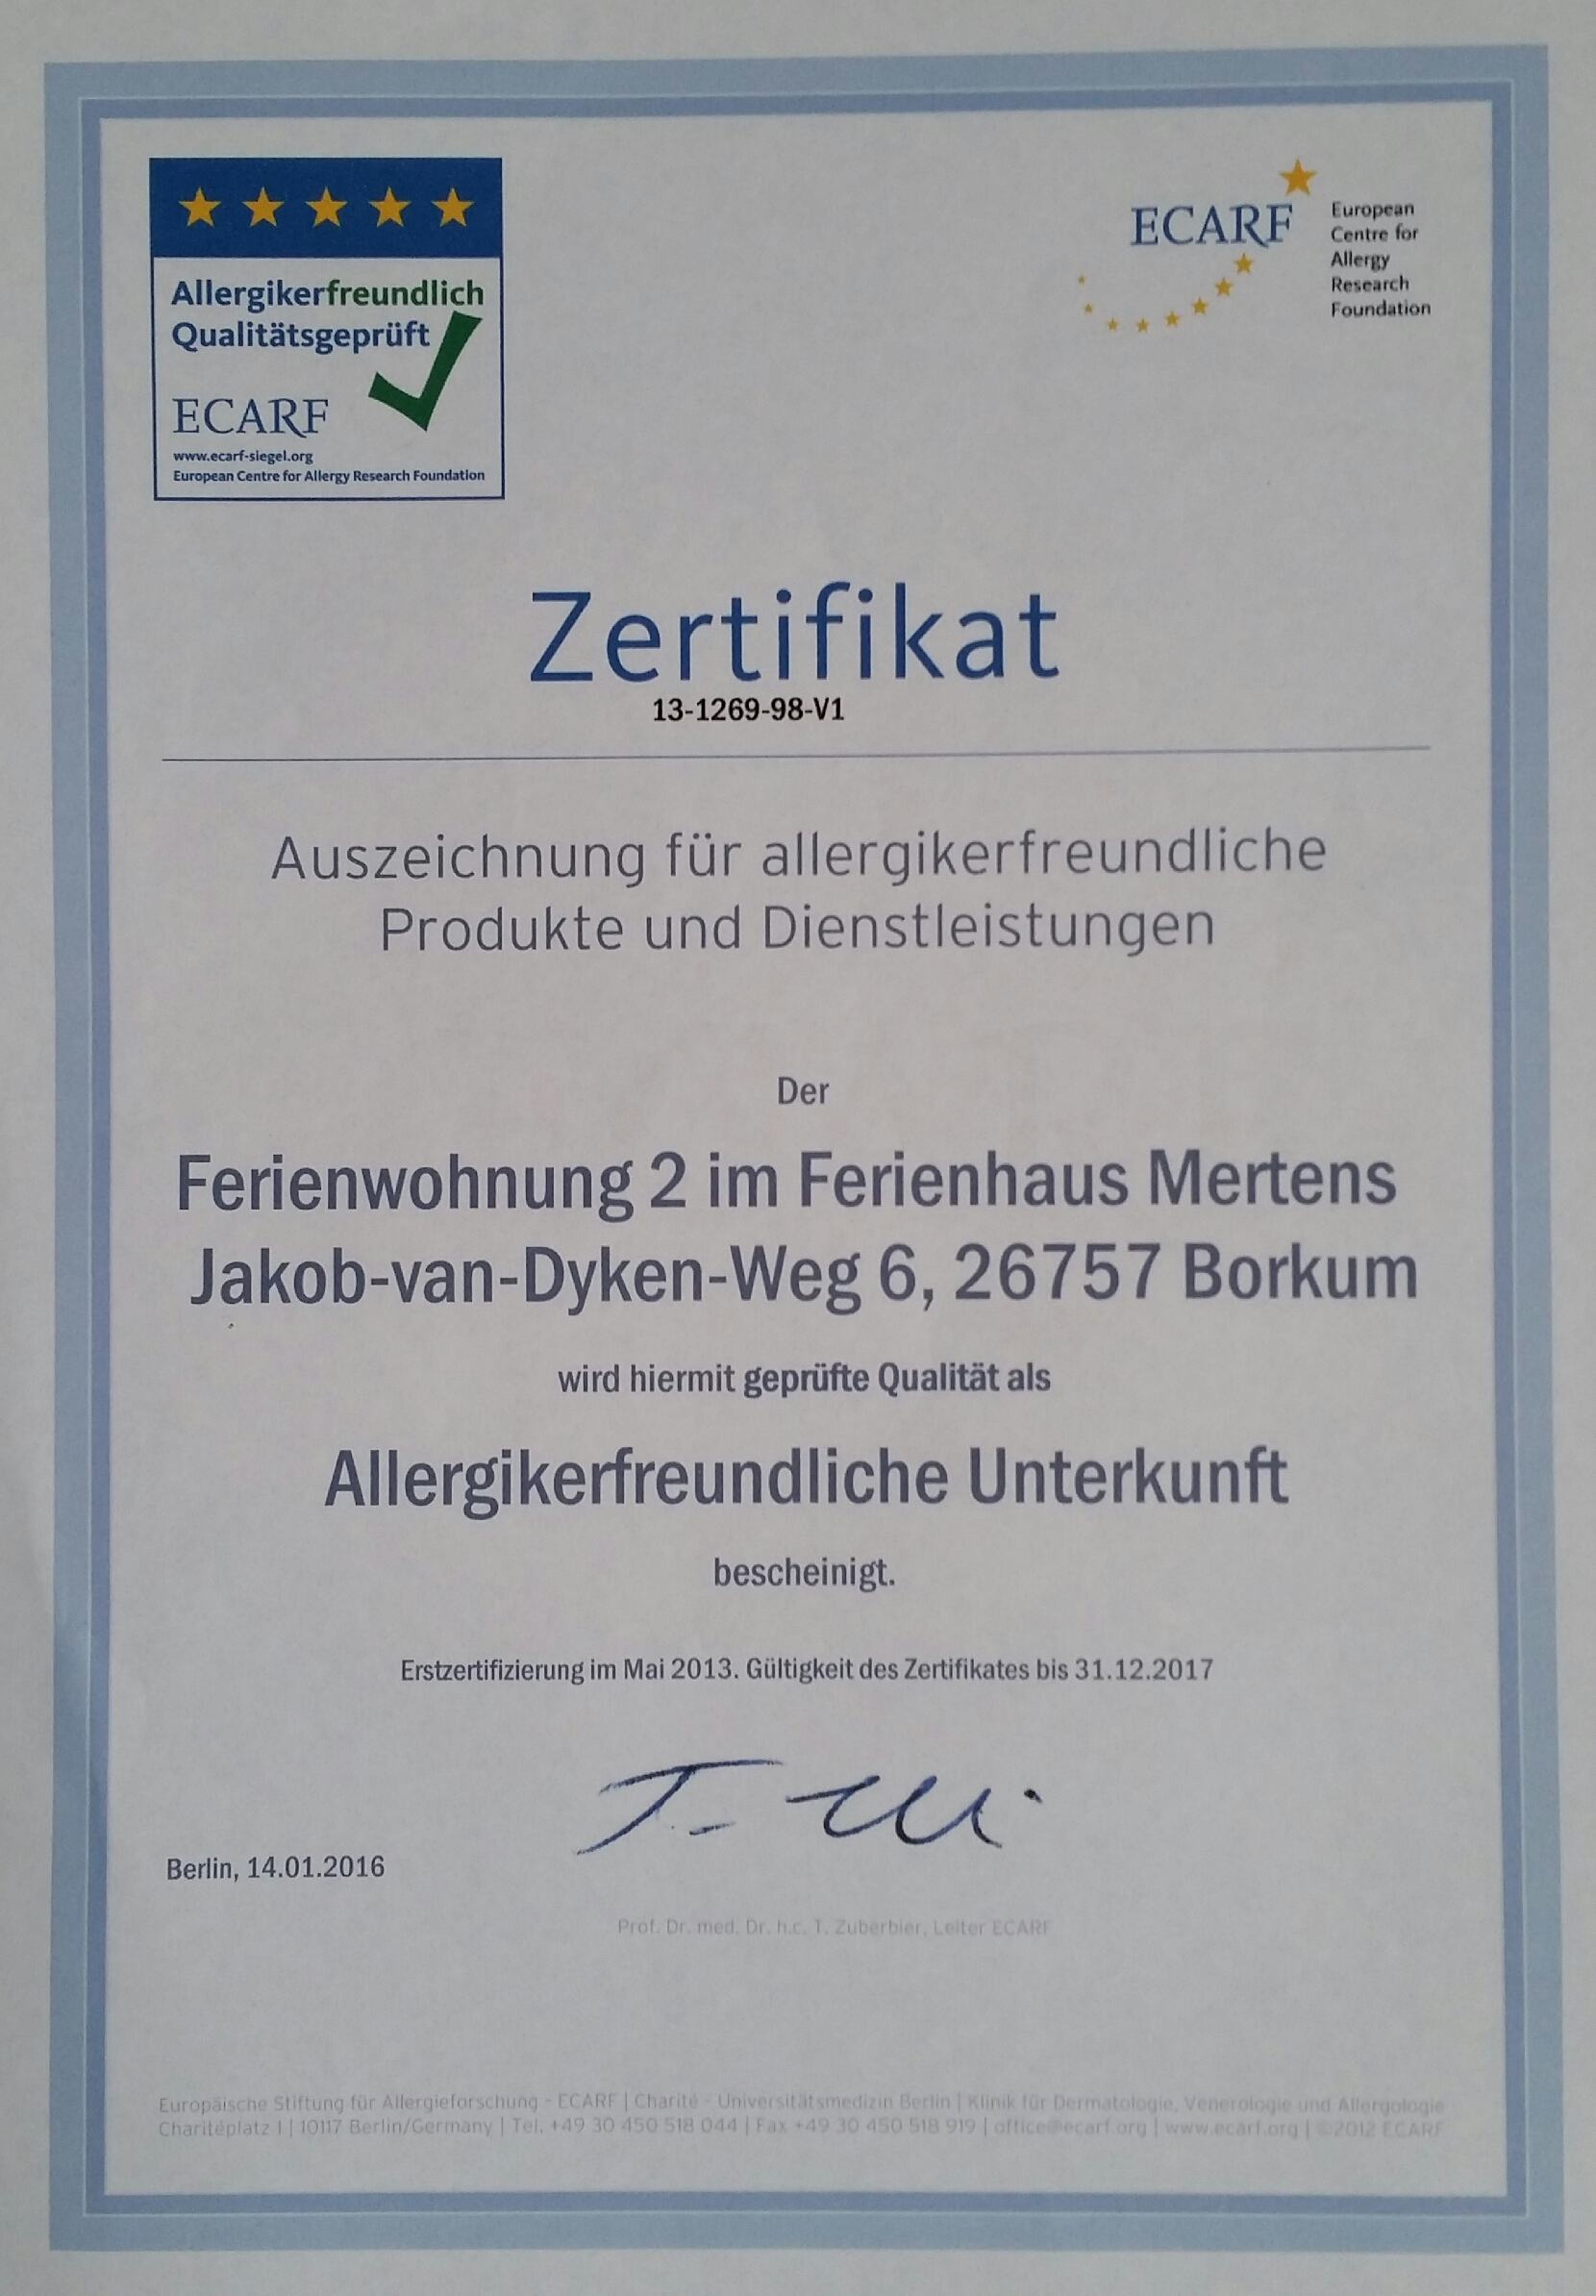 Allergikerfreundlich
Qualitätsgeprüft
ECARF
www.ecarf-siegel.org
European Centre for Allergy Research Foundation
ECARF
European
Centre for
Allergy
Research
Foundation
Zertifikat
13-1269-98-V1
Auszeichnung für allergikerfreundliche
Produkte und Dienstleistungen
Der
Ferienwohnung 2 im Ferienhaus Mertens
Jakob-van-Dyken-Weg 6, 26757 Borkum
wird hiermit geprüfte Qualität als
Allergikerfreundliche Unterkunft
bescheinigt.
Erstzertifizierung im Mai 2013. Gültigkeit des Zertifikates bis 31.12.2017
Berlin, 14.01.2016
Prof. Dr. med. Dr. h.c. T. Zuberbier, Leiter ECARF
Europäische Stiftung für Allergieforschung - ECARF | Charité - Universitätsmedizin Berlin | Klinik für Dermatologie, Venerologie und Allergologie
Charitéplatz 1 | 10117 Berlin/Germany | Tel. +49 30 450 518 044 | Fax +49 30 450 518 919 | office@ecarf.org | www.ecarf.org | ©2012 ECARF